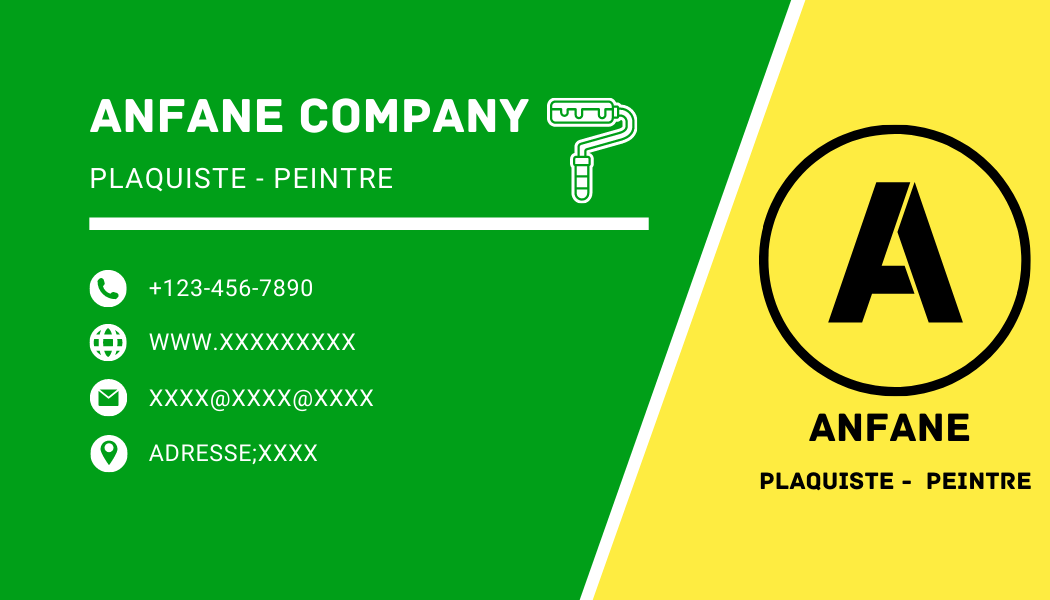 ANFANE COMPANY
PLAQUISTE - PEINTRE
+123-456-7890
WWW.XXXXXXXXX
XXXX@XXXX@XXXX
ADRESSE;XXXX
A
ANFANE
PLAQUISTE - PEINTRE